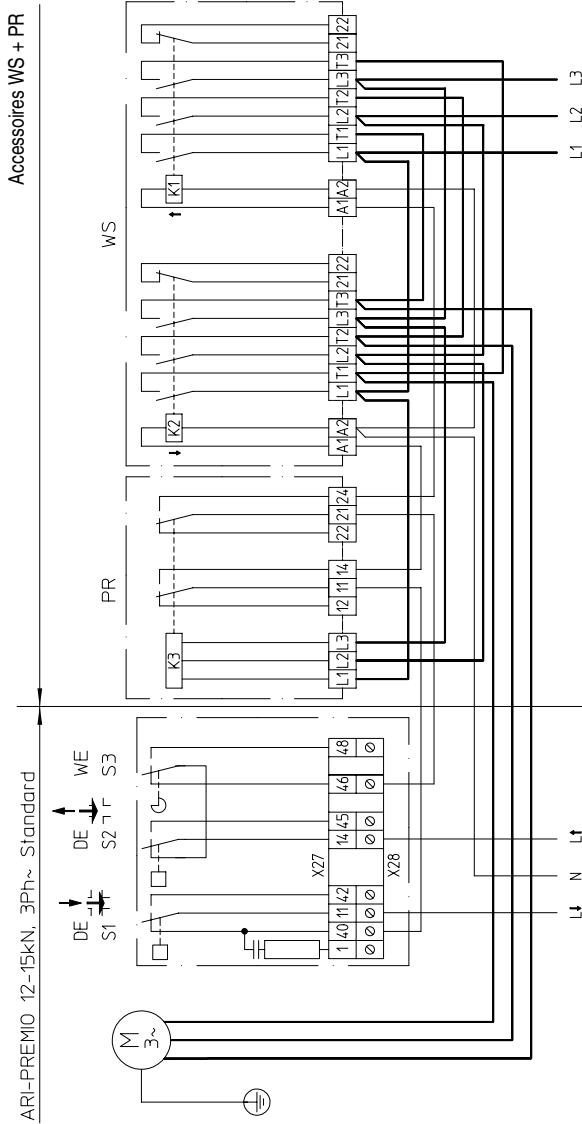 ARI-PREMIO 12-15kN, 3Ph~ Standard
Accessoires WS + PR
DE DE WE
S1 S2 S3
PR
WS
K3
K2
K1
M
3~
X27
1 40 11 42 14 45 46 48
X28
L1 L2 L3
12 11 14
22 21 24
A1 A2
L1 T1 L2 T2 L3 T3 21 22
A1 A2
L1 T1 L2 T2 L3 T3 21 22
L↓ N L↑
L1 L2 L3